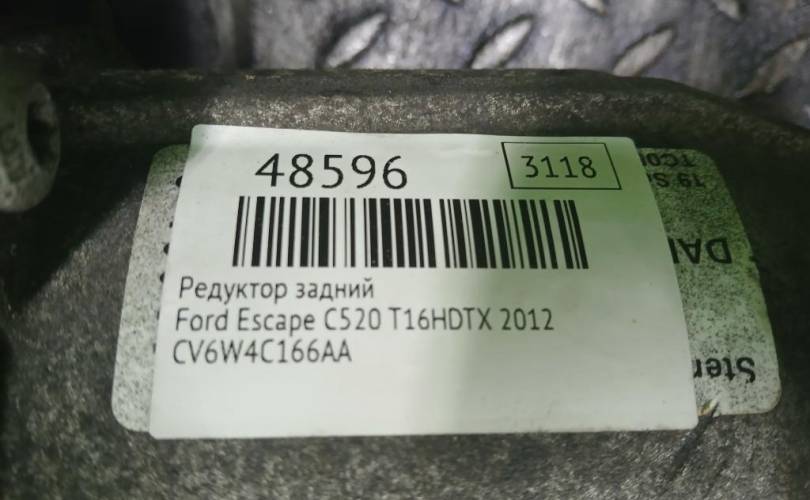 48596
3118
Редуктор задний
Ford Escape C520 T16HDTX 2012
CV6W4C166AA